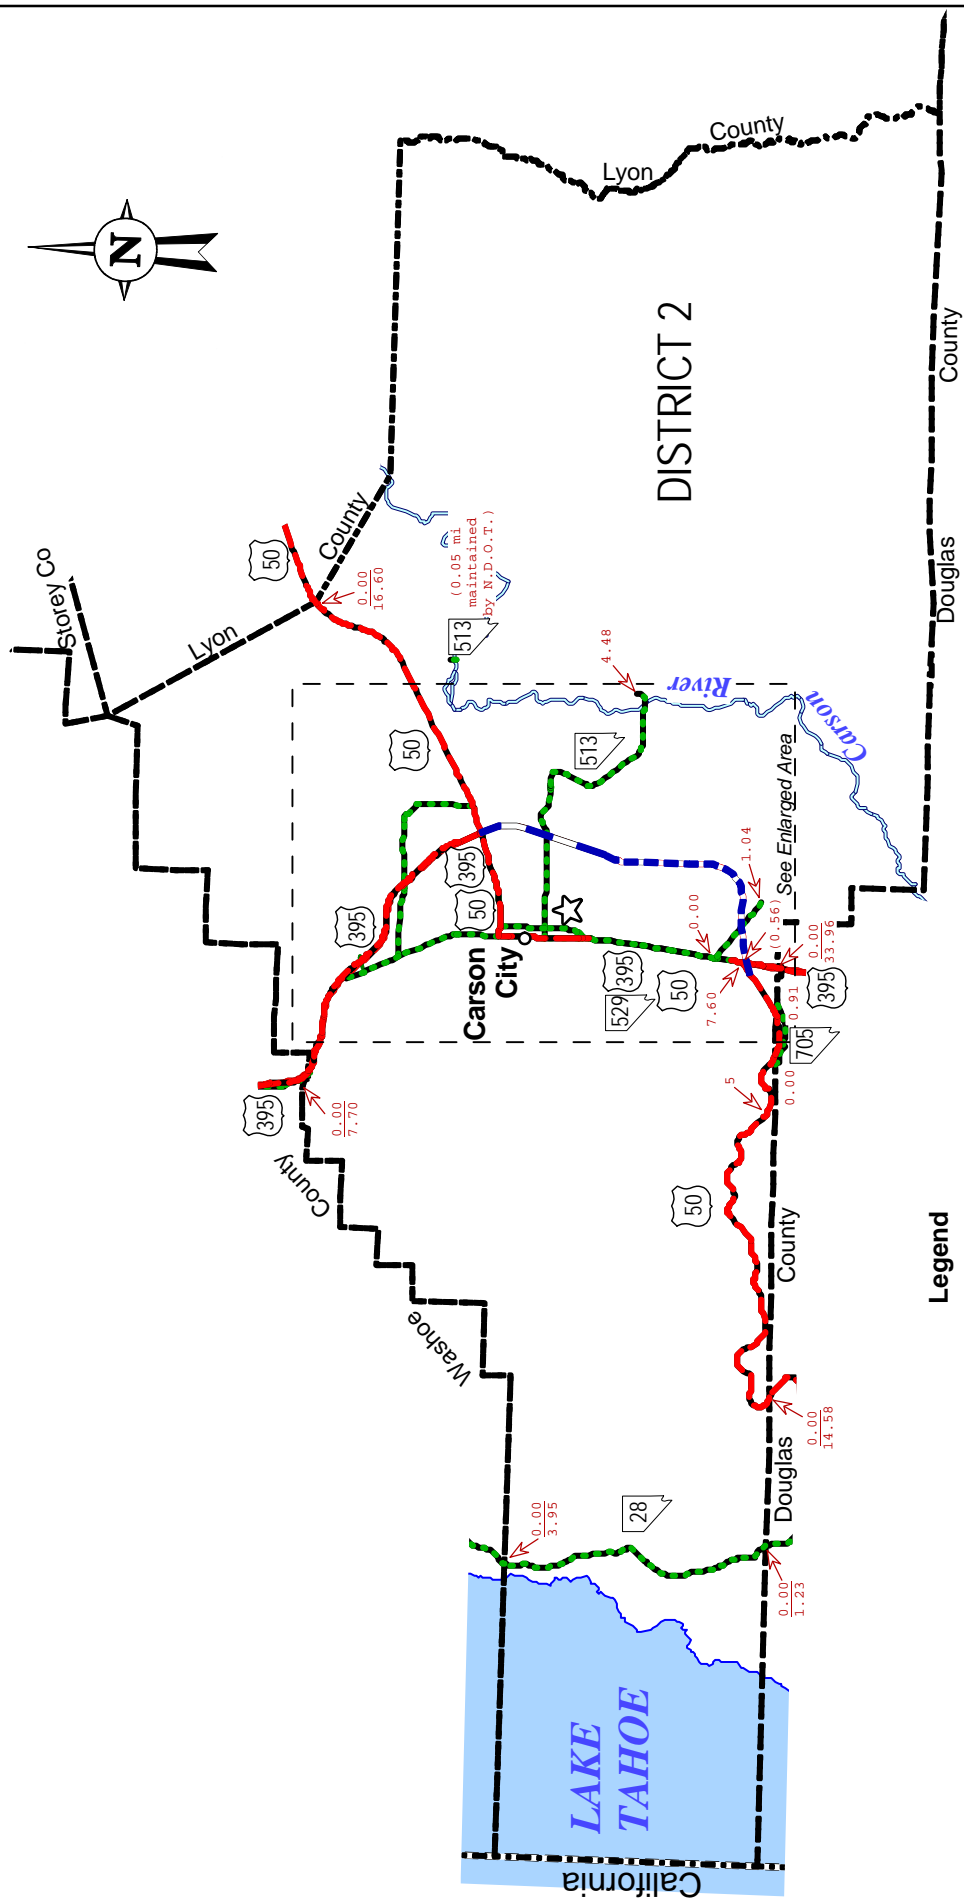 N
Storey Co
Lyon
County
50
0.00
16.60
Lyon
County
DISTRICT 2
(0.05 mi
maintained
by N.D.O.T.)
513
4.48
50
513
River
Carson
See Enlarged Area
395
395
50
Carson
City
529
395
50
0.00
1.04
7.60
(0.56)
0.00
33.96
395
0.91
705
0.00
5
395
0.00
7.70
County
Washoe
50
County
Douglas
Douglas
County
0.00
14.58
0.00
3.95
28
0.00
1.23
LAKE
TAHOE
California
Legend